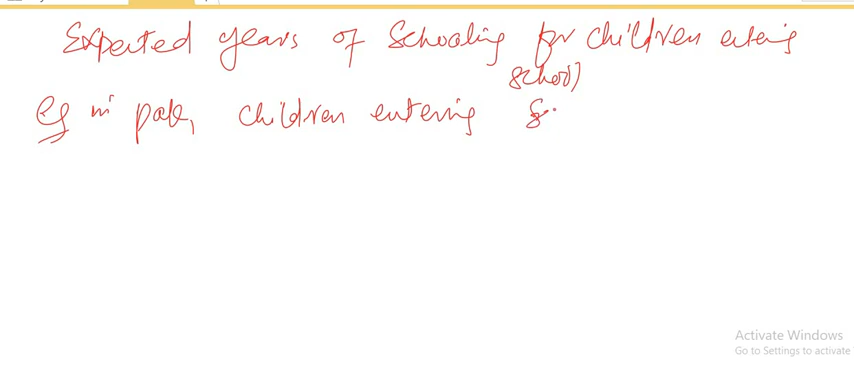 Expected years of Schooling for children entering
school
eg in pak, children entering
Activate Windows
Go to Settings to activate